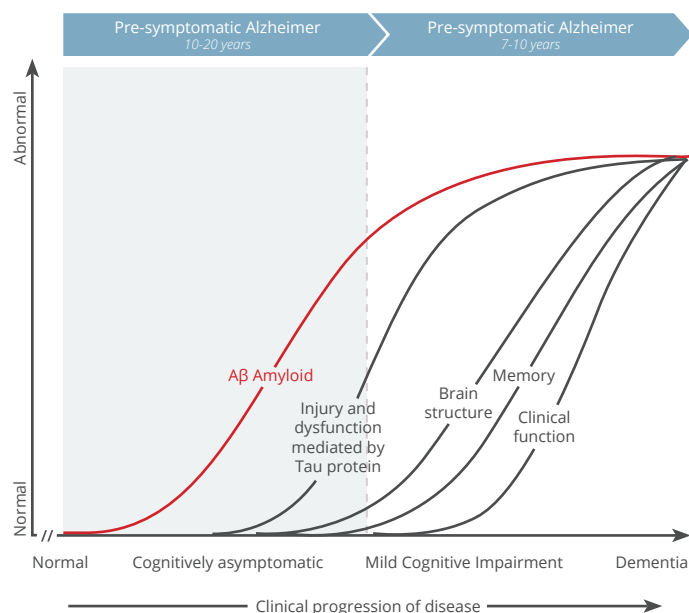 Pre-symptomatic Alzheimer
10-20 years
Pre-symptomatic Alzheimer
7-10 years
Abnormal
Normal
Aβ Amyloid
Injury and
dysfunction
mediated by
Tau protein
Brain
structure
Memory
Clinical
function
//
Normal
Cognitively asymptomatic
Mild Cognitive Impairment
Dementia
Clinical progression of disease